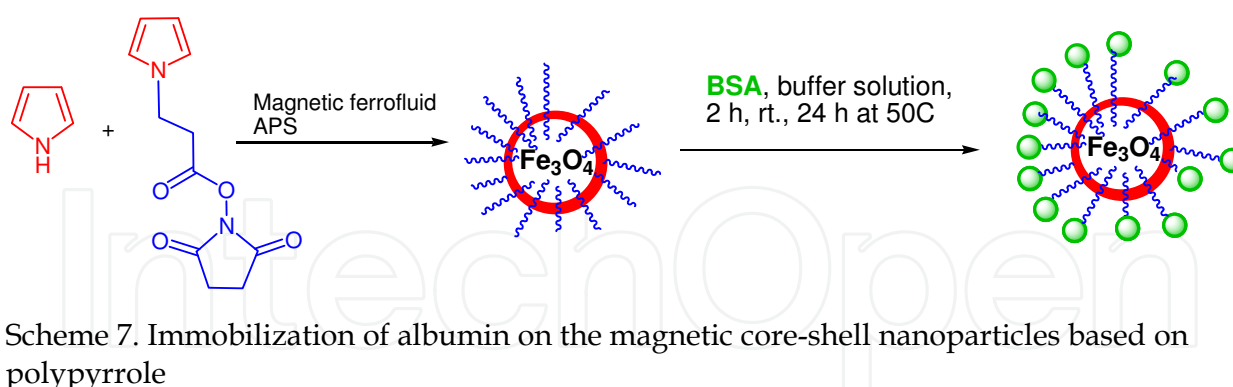 N
H
+
N
O
O
N
O
O
Magnetic ferrofluid
APS
Fe₃O₄
BSA, buffer solution,
2 h, rt., 24 h at 50C
Fe₃O₄
IntechOpen
Scheme 7. Immobilization of albumin on the magnetic core-shell nanoparticles based on
polypyrrole